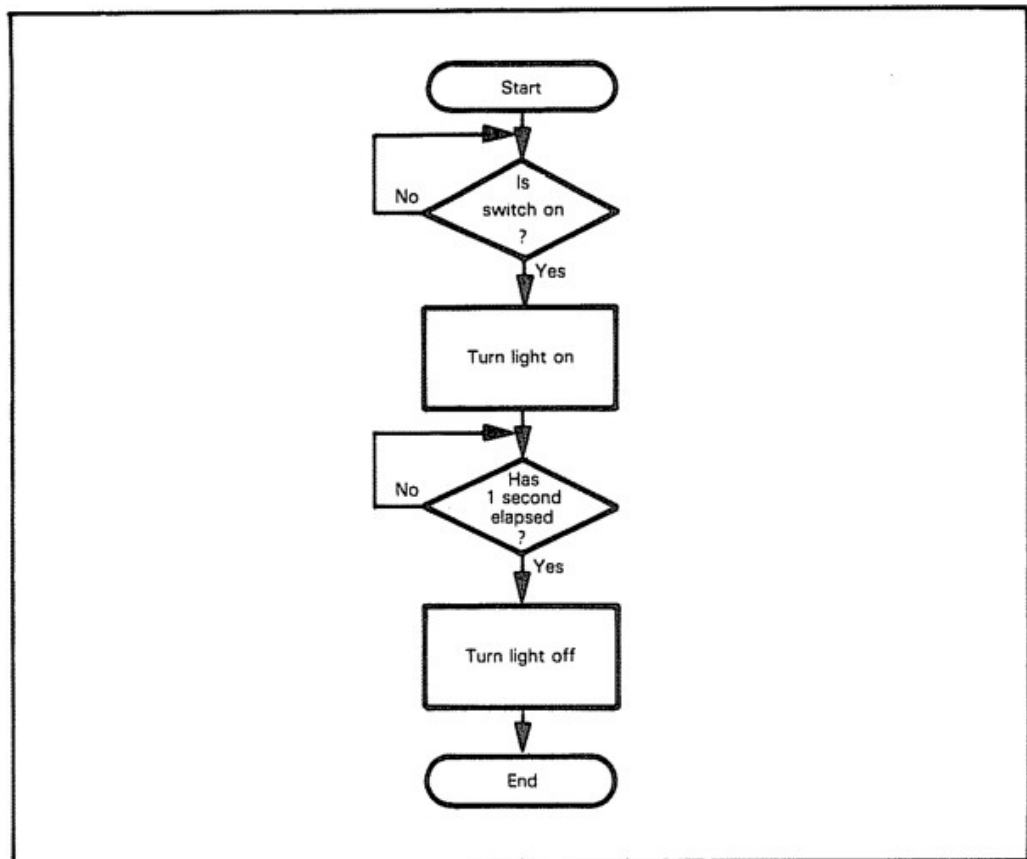 Start
No
Is
switch on
?
Yes
Turn light on
No
Has
1 second
elapsed
?
Yes
Turn light off
End